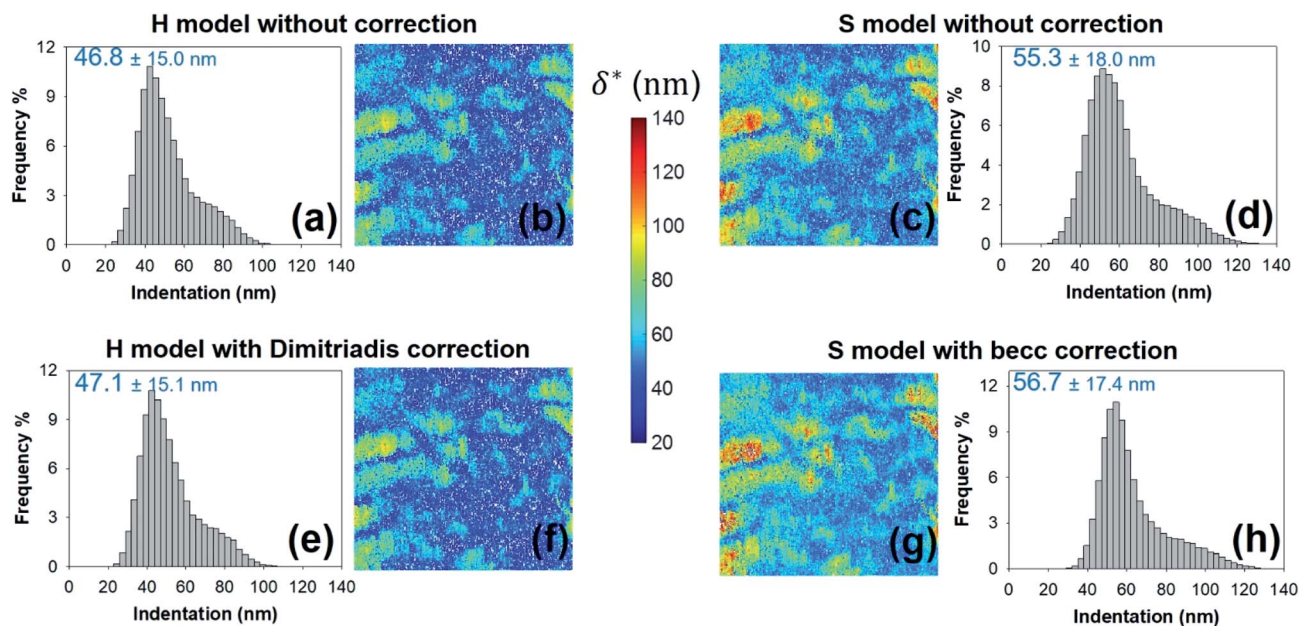 H model without correction
S model without correction
46.8 ± 15.0 nm
Frequency %
12
9
6
3
0
0 20 40 60 80 100 120 140
Indentation (nm)
(a)
(b)
δ* (nm)
140
120
100
80
60
40
20
(c)
55.3 ± 18.0 nm
Frequency %
10
8
6
4
2
0
0 20 40 60 80 100 120 140
Indentation (nm)
(d)
H model with Dimitriadis correction
S model with becc correction
47.1 ± 15.1 nm
Frequency %
12
9
6
3
0
0 20 40 60 80 100 120 140
Indentation (nm)
(e)
(f)
(g)
56.7 ± 17.4 nm
Frequency %
12
9
6
3
0
0 20 40 60 80 100 120 140
Indentation (nm)
(h)